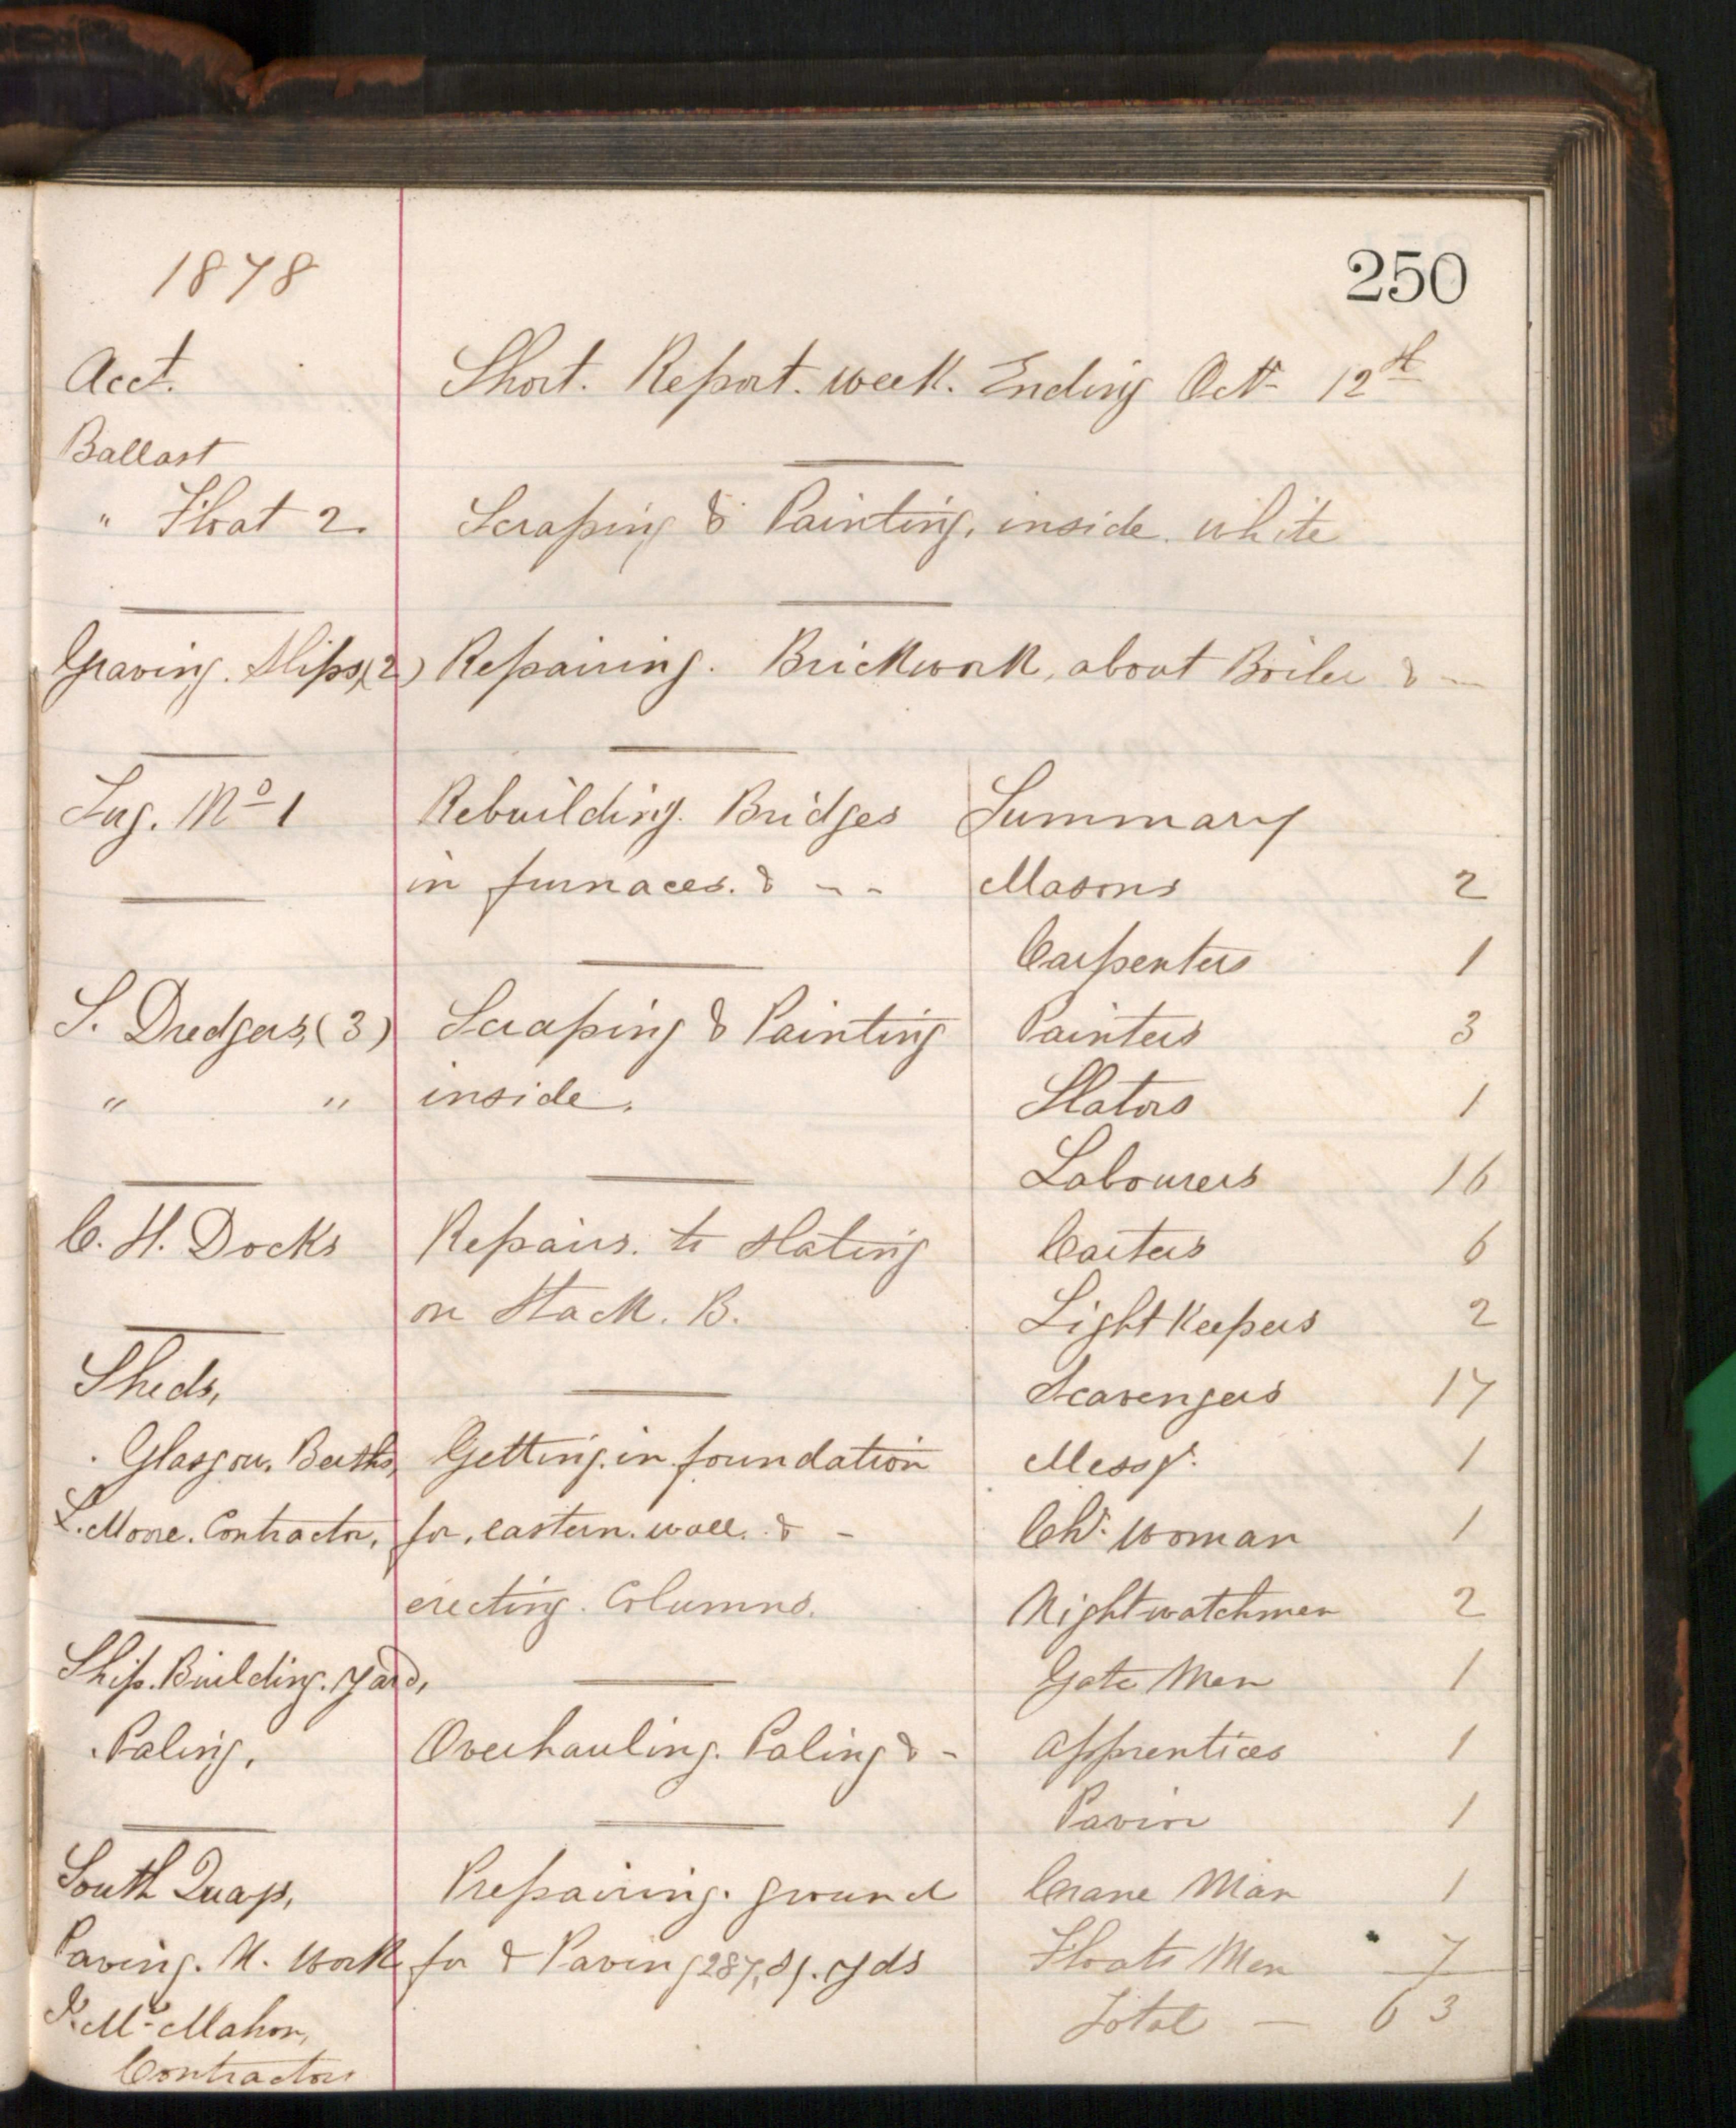 250
1878
Acct. Short. Report. week. Ending Octr 12th
Ballast
" Float 2. Scraping & Painting, inside. white
Graving. Slips,(2) Repairing. Brickwork, about Boiler & —
Tug. No 1 Rebuilding. Bridges
in furnaces. & - -
S. Dredgers,(3) Scraping & Painting
" " inside.
C. H. Docks Repairs. to Slating
on Stack. B.
Sheds,
. Glasgow. Berths, Getting. in. foundation
Contractor, for, eastern. wall. & -
erecting. Columns.
Ship. Building. Yard,
. Paling, Overhauling. Paling & -
South Quays, Preparing. ground
Paving. N. Work for & Paving 287, Sq. Yds
McMahon,
Contractor
Summary
Masons 2
Carpenters 1
Painters 3
Slators 1
Labourers 16
Carters 6
Light Keepers 2
Scavengers 17
Messgr. 1
Chr. Woman 1
Nightwatchmen 2
Gate Men 1
Apprentices 1
Pavior 1
Crane Man 1
Floats Men 7
Total — 63